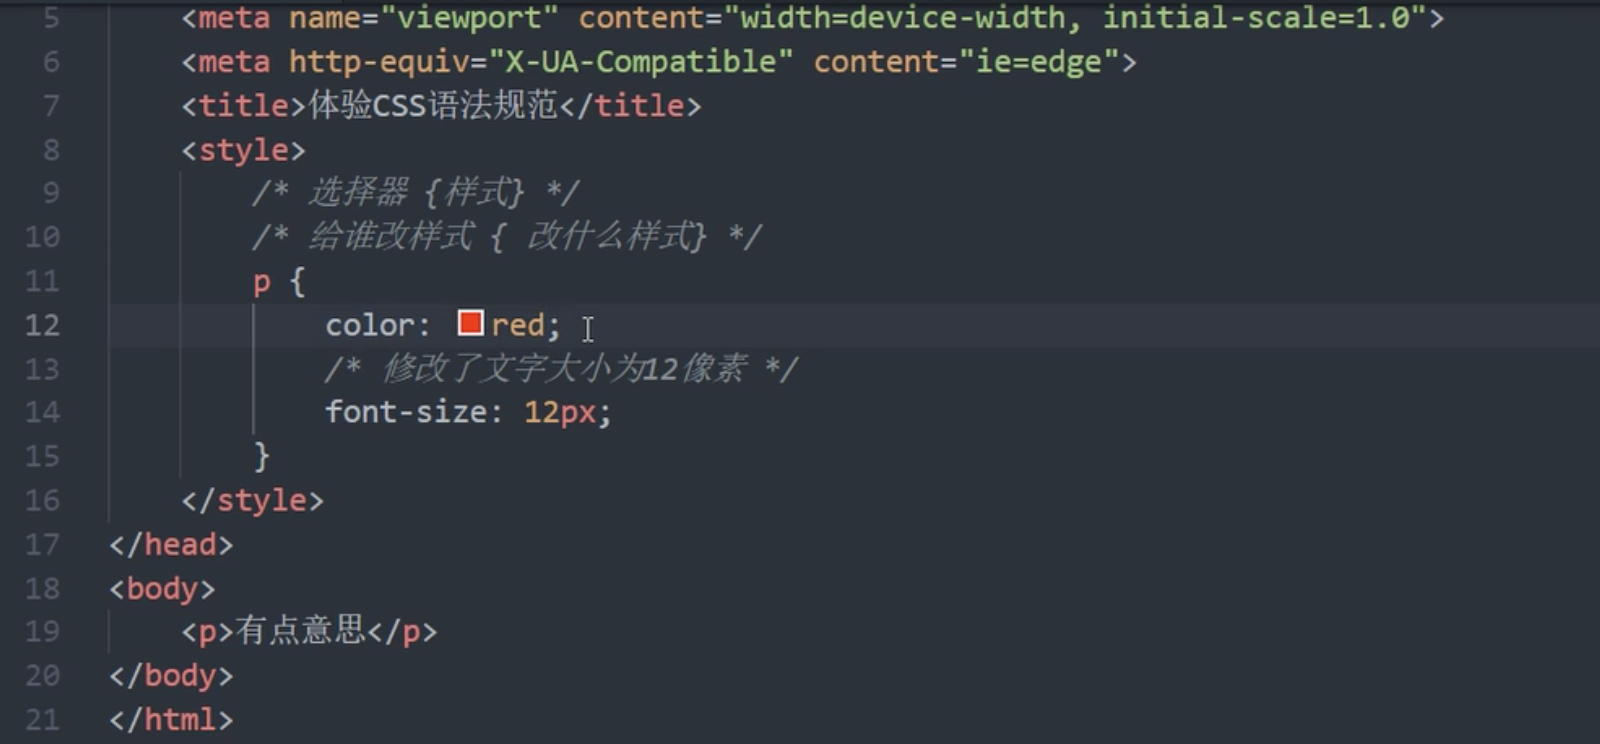 5 <meta name="viewport" content="width=device-width, initial-scale=1.0">
6 <meta http-equiv="X-UA-Compatible" content="ie=edge">
7 <title>体验CSS语法规范</title>
8 <style>
9 /* 选择器 {样式} */
10 /* 给谁改样式 { 改什么样式} */
11 p {
12 color: red;
13 /* 修改了文字大小为12像素 */
14 font-size: 12px;
15 }
16 </style>
17 </head>
18 <body>
19 <p>有点意思</p>
20 </body>
21 </html>